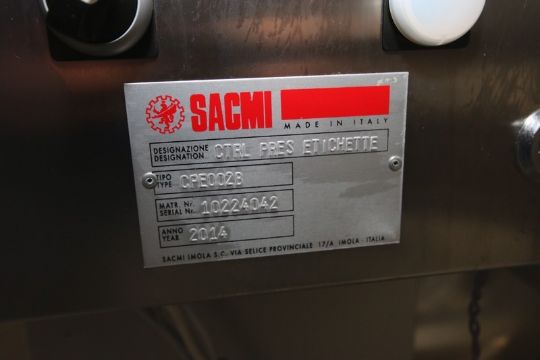 SACMI
MADE IN ITALY
DESIGNAZIONE
DESIGNATION CTRL PRES ETICHETTE
TIPO
TYPE CPE002B
MATR. Nr.
SERIAL Nr. 10224042
ANNO
YEAR 2014
SACMI IMOLA S.C. VIA SELICE PROVINCIALE 17/A IMOLA - ITALIA